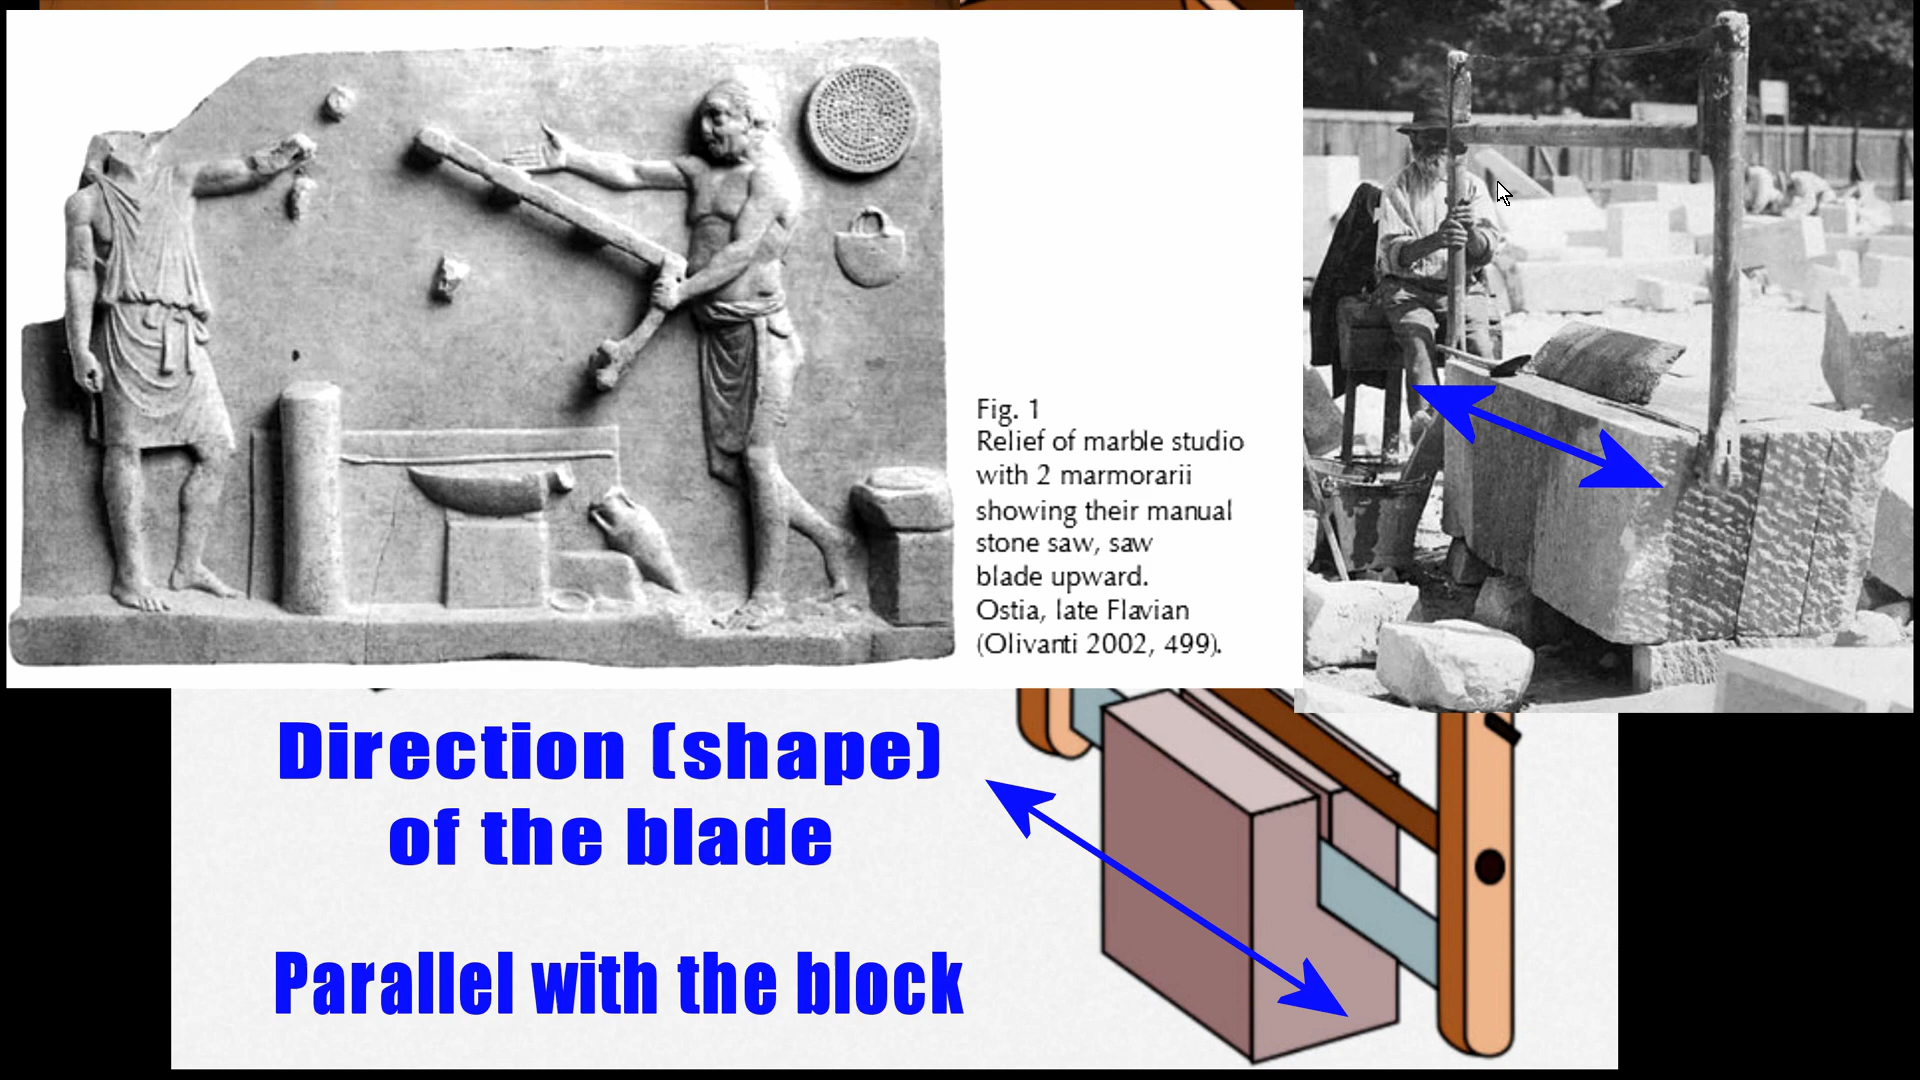 Fig. 1
Relief of marble studio
with 2 marmorarii
showing their manual
stone saw, saw
blade upward.
Ostia, late Flavian
(Olivanti 2002, 499).
Direction (shape)
of the blade
Parallel with the block